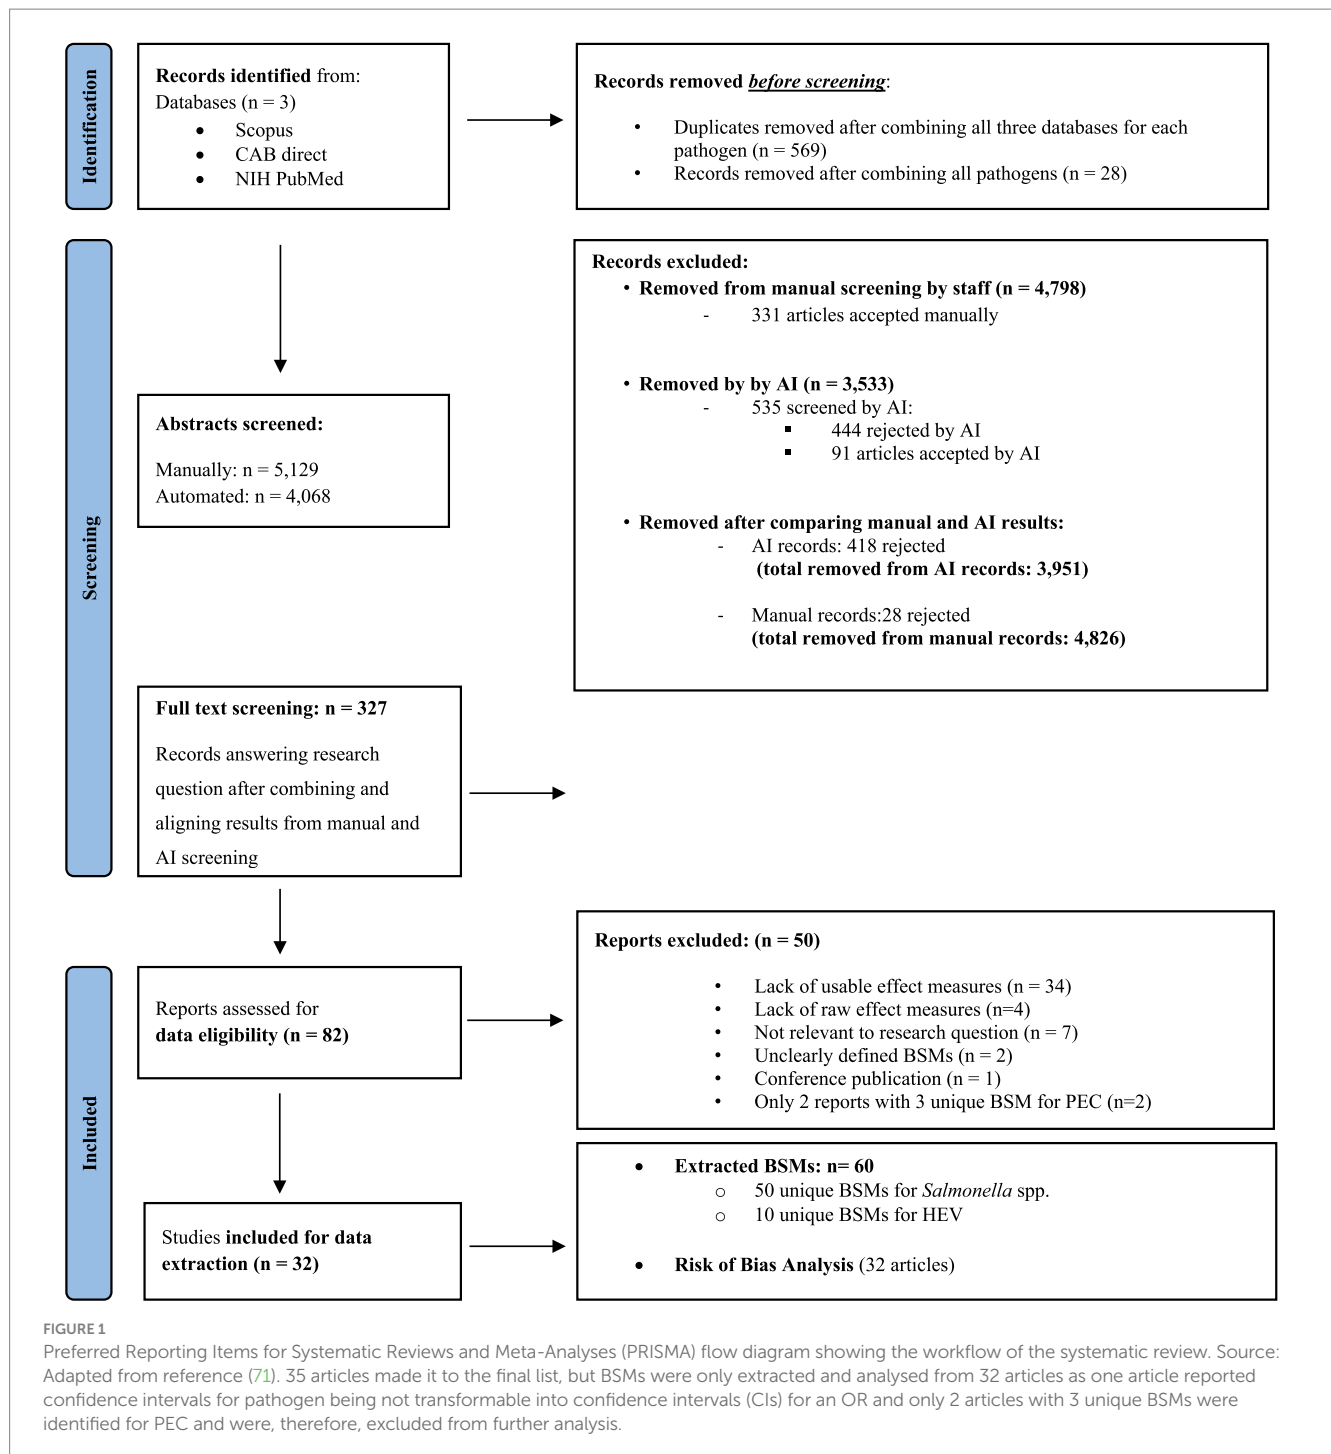 Identification
Records identified from:
Databases (n = 3)
• Scopus
• CAB direct
• NIH PubMed
Records removed before screening:
• Duplicates removed after combining all three databases for each
pathogen (n = 569)
• Records removed after combining all pathogens (n = 28)
Screening
Records excluded:
• Removed from manual screening by staff (n = 4,798)
- 331 articles accepted manually
• Removed by by AI (n = 3,533)
- 535 screened by AI:
▪ 444 rejected by AI
▪ 91 articles accepted by AI
• Removed after comparing manual and AI results:
- AI records: 418 rejected
(total removed from AI records: 3,951)
- Manual records:28 rejected
(total removed from manual records: 4,826)
Abstracts screened:
Manually: n = 5,129
Automated: n = 4,068
Full text screening: n = 327
Records answering research
question after combining and
aligning results from manual and
AI screening
Included
Reports assessed for
data eligibility (n = 82)
Reports excluded: (n = 50)
• Lack of usable effect measures (n = 34)
• Lack of raw effect measures (n=4)
• Not relevant to research question (n = 7)
• Unclearly defined BSMs (n = 2)
• Conference publication (n = 1)
• Only 2 reports with 3 unique BSM for PEC (n=2)
Studies included for data
extraction (n = 32)
• Extracted BSMs: n= 60
○ 50 unique BSMs for Salmonella spp.
○ 10 unique BSMs for HEV
• Risk of Bias Analysis (32 articles)
FIGURE 1
Preferred Reporting Items for Systematic Reviews and Meta-Analyses (PRISMA) flow diagram showing the workflow of the systematic review. Source:
Adapted from reference (71). 35 articles made it to the final list, but BSMs were only extracted and analysed from 32 articles as one article reported
confidence intervals for pathogen being not transformable into confidence intervals (CIs) for an OR and only 2 articles with 3 unique BSMs were
identified for PEC and were, therefore, excluded from further analysis.